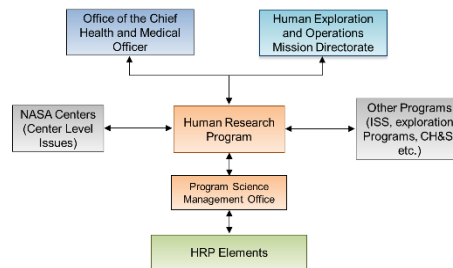 Office of the Chief
Health and Medical
Officer
Human Exploration
and Operations
Mission Directorate
NASA Centers
(Center Level
Issues)
Human Research
Program
Other Programs
(ISS, exploration
Programs, CH&S
etc.)
Program Science
Management Office
HRP Elements